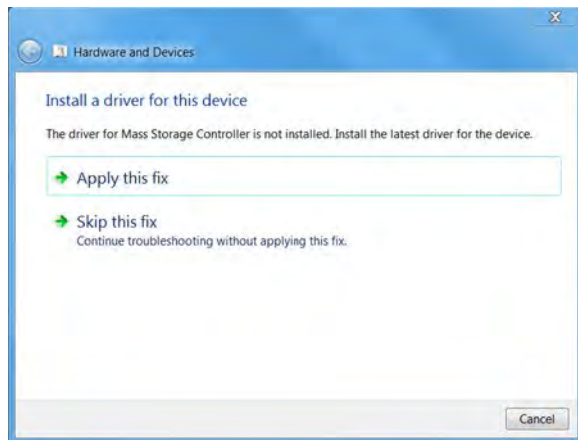 Hardware and Devices
Install a driver for this device
The driver for Mass Storage Controller is not installed. Install the latest driver for the device.
Apply this fix
Skip this fix
Continue troubleshooting without applying this fix.
Cancel